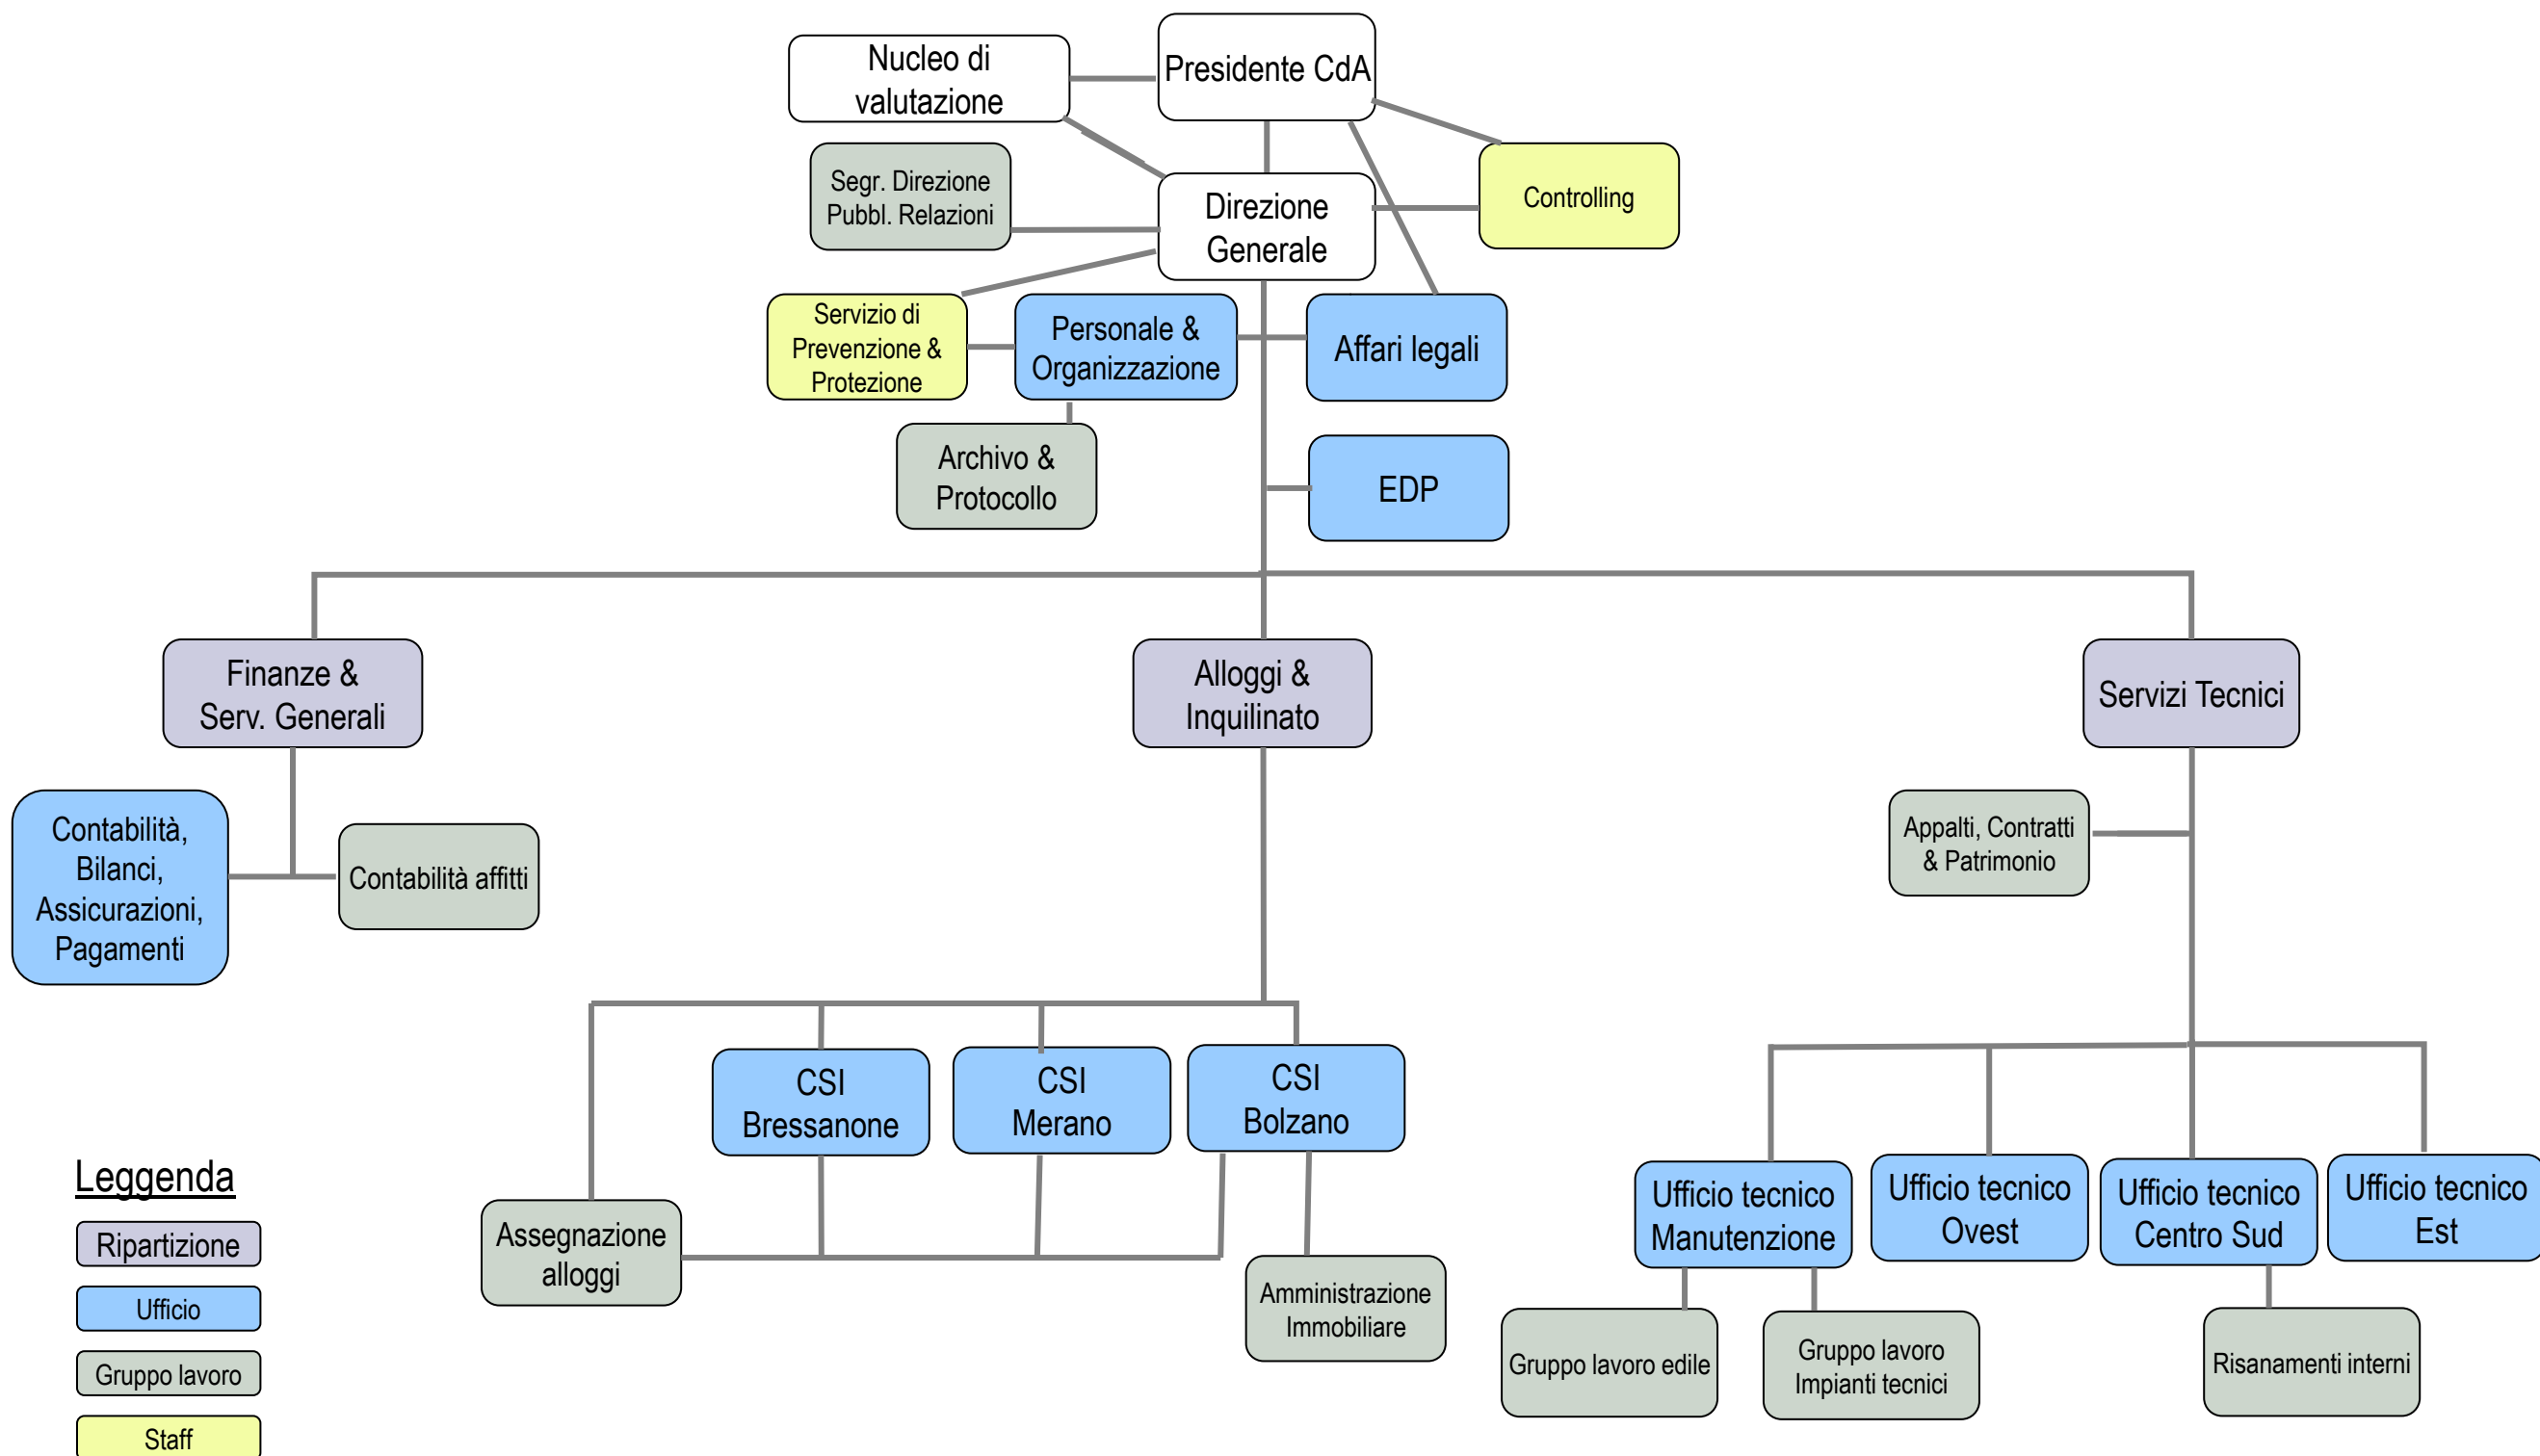 Nucleo di
valutazione
Presidente CdA
Segr. Direzione
Pubbl. Relazioni
Direzione
Generale
Controlling
Servizio di
Prevenzione &
Protezione
Personale &
Organizzazione
Affari legali
Archivo &
Protocollo
EDP
Finanze &
Serv. Generali
Alloggi &
Inquilinato
Servizi Tecnici
Contabilità,
Bilanci,
Assicurazioni,
Pagamenti
Contabilità affitti
Appalti, Contratti
& Patrimonio
CSI
Bressanone
CSI
Merano
CSI
Bolzano
Assegnazione
alloggi
Amministrazione
Immobiliare
Ufficio tecnico
Manutenzione
Ufficio tecnico
Ovest
Ufficio tecnico
Centro Sud
Ufficio tecnico
Est
Gruppo lavoro edile
Gruppo lavoro
Impianti tecnici
Risanamenti interni
Leggenda
Ripartizione
Ufficio
Gruppo lavoro
Staff